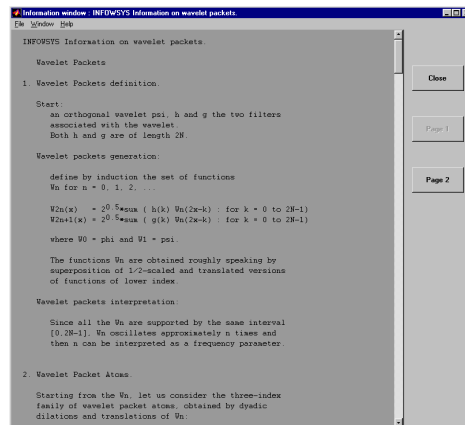 Information window : INFOWSYS Information on wavelet packets.
File Window Help
INFOWSYS Information on wavelet packets.
Wavelet Packets
1. Wavelet Packets definition.
Start:
an orthogonal wavelet psi, h and g the two filters
associated with the wavelet.
Both h and g are of length 2N.
Wavelet packets generation:
define by induction the set of functions
Wn for n = 0, 1, 2, ...
W2n(x) = 2^0.5*sum ( h(k) Wn(2x-k) : for k = 0 to 2N-1)
W2n+1(x) = 2^0.5*sum ( g(k) Wn(2x-k) : for k = 0 to 2N-1)
where W0 = phi and W1 = psi.
The functions Wn are obtained roughly speaking by
superposition of 1/2-scaled and translated versions
of functions of lower index.
Wavelet packets interpretation:
Since all the Wn are supported by the same interval
[0,2N-1], Wn oscillates approximately n times and
then n can be interpreted as a frequency parameter.
2. Wavelet Packet Atoms.
Starting from the Wn, let us consider the three-index
family of wavelet packet atoms, obtained by dyadic
dilations and translations of Wn:
Close
Page 1
Page 2